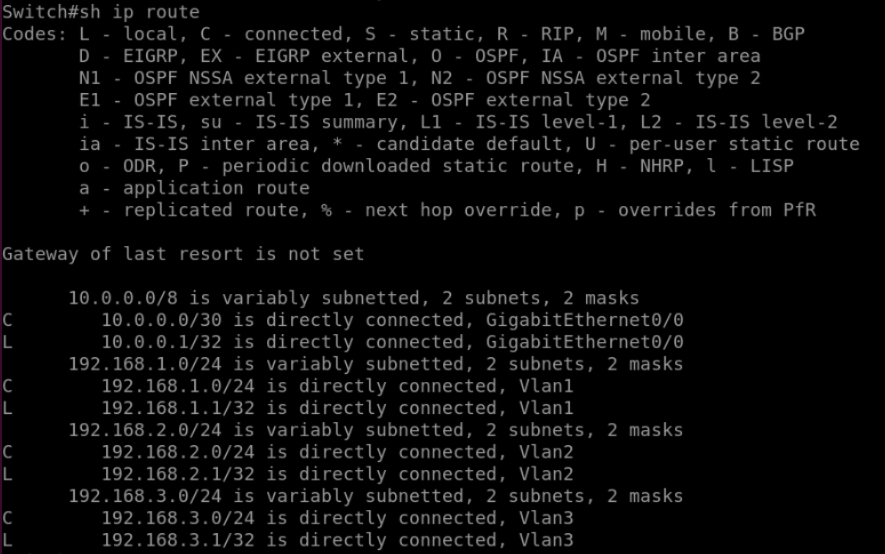 Switch#sh ip route
Codes: L - local, C - connected, S - static, R - RIP, M - mobile, B - BGP
       D - EIGRP, EX - EIGRP external, O - OSPF, IA - OSPF inter area
       N1 - OSPF NSSA external type 1, N2 - OSPF NSSA external type 2
       E1 - OSPF external type 1, E2 - OSPF external type 2
       i - IS-IS, su - IS-IS summary, L1 - IS-IS level-1, L2 - IS-IS level-2
       ia - IS-IS inter area, * - candidate default, U - per-user static route
       o - ODR, P - periodic downloaded static route, H - NHRP, l - LISP
       a - application route
       + - replicated route, % - next hop override, p - overrides from PfR

Gateway of last resort is not set

      10.0.0.0/8 is variably subnetted, 2 subnets, 2 masks
C        10.0.0.0/30 is directly connected, GigabitEthernet0/0
L        10.0.0.1/32 is directly connected, GigabitEthernet0/0
      192.168.1.0/24 is variably subnetted, 2 subnets, 2 masks
C        192.168.1.0/24 is directly connected, Vlan1
L        192.168.1.1/32 is directly connected, Vlan1
      192.168.2.0/24 is variably subnetted, 2 subnets, 2 masks
C        192.168.2.0/24 is directly connected, Vlan2
L        192.168.2.1/32 is directly connected, Vlan2
      192.168.3.0/24 is variably subnetted, 2 subnets, 2 masks
C        192.168.3.0/24 is directly connected, Vlan3
L        192.168.3.1/32 is directly connected, Vlan3